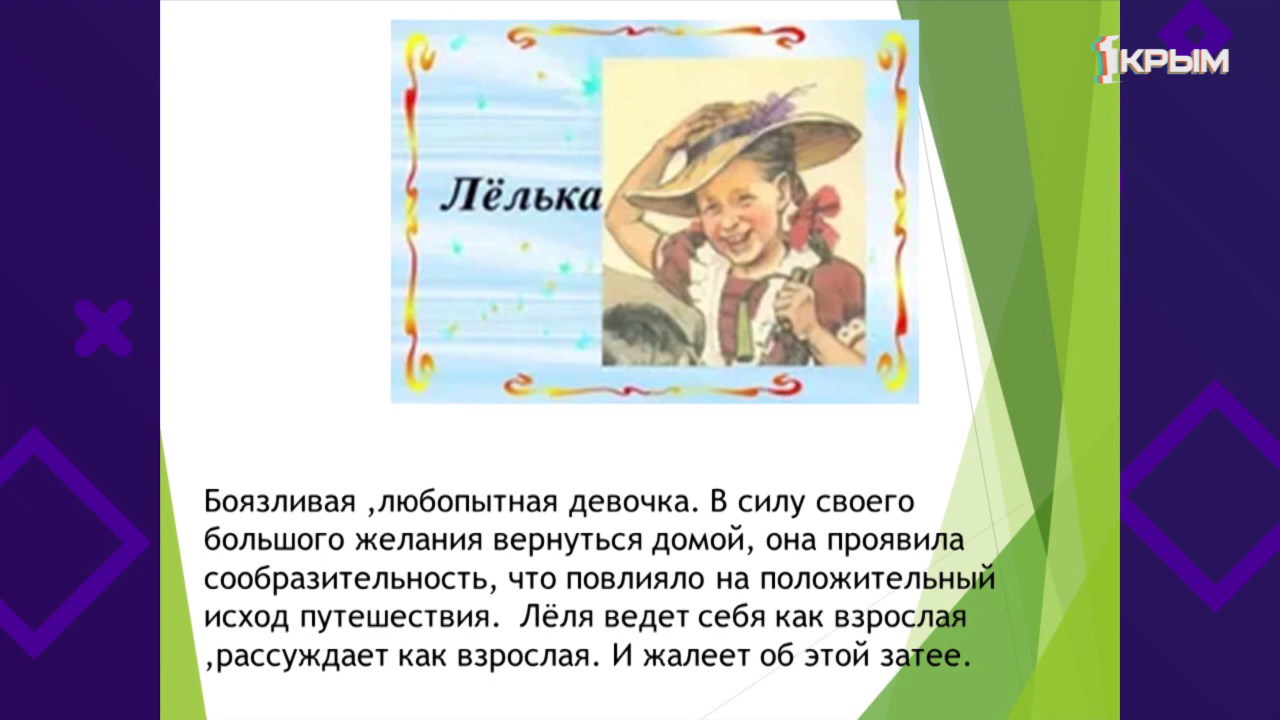 1КРЫМ
Лёлька
Боязливая ,любопытная девочка. В силу своего
большого желания вернуться домой, она проявила
сообразительность, что повлияло на положительный
исход путешествия.  Лёля ведет себя как взрослая
,рассуждает как взрослая. И жалеет об этой затее.